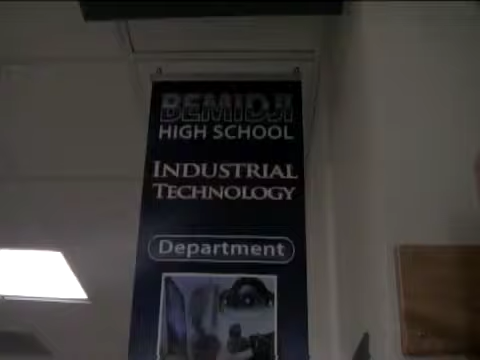 BEMIDJI
HIGH SCHOOL
INDUSTRIAL
TECHNOLOGY
Department